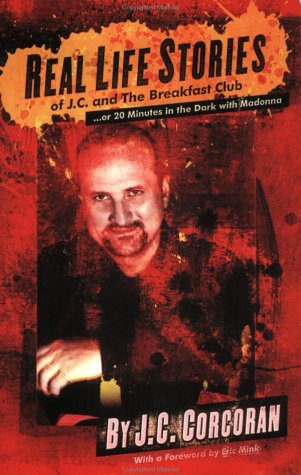 REAL LIFE STORIES
of J.C. and The Breakfast Club
...or 20 Minutes in the Dark with Madonna
BY J.C. CORCORAN
With a Foreword by Eric Mink